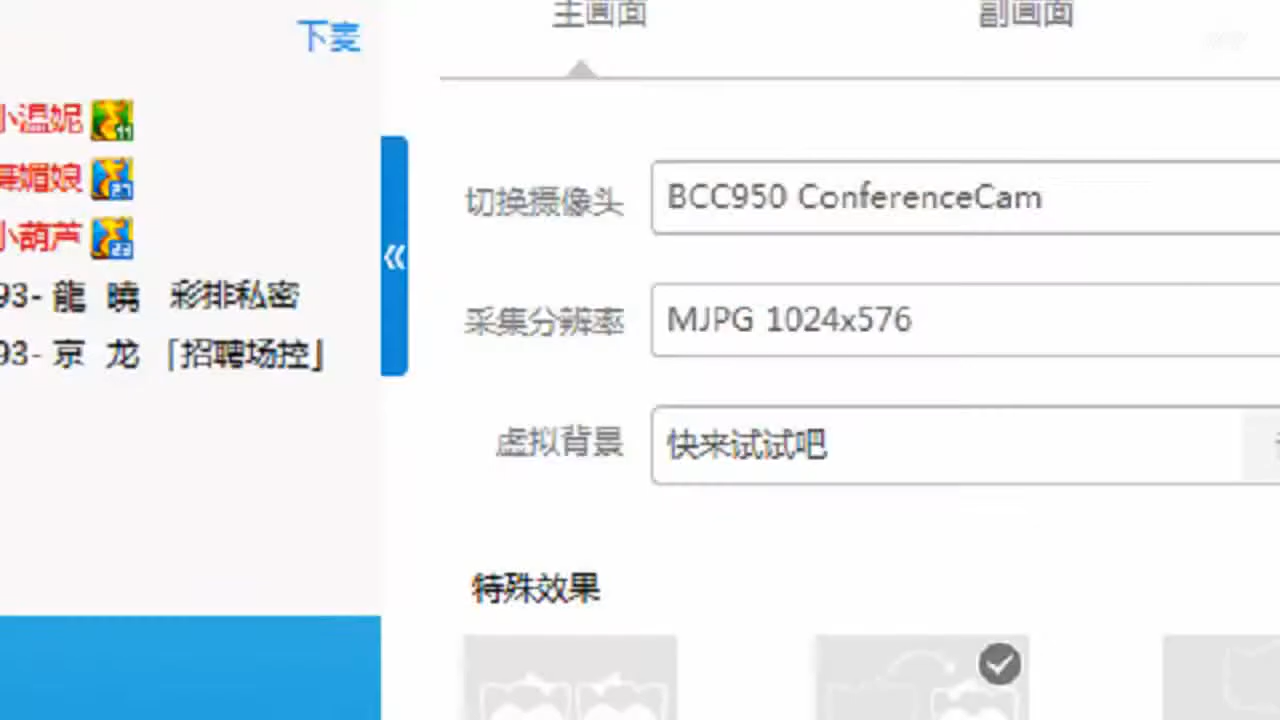 主画面 副画面
下麦
小温妮 11
媚娘 21
小葫芦 23
93- 龍 曉 彩排私密
93- 京 龙 「招聘场控」
切换摄像头 BCC950 ConferenceCam
采集分辨率 MJPG 1024x576
虚拟背景 快来试试吧
特殊效果